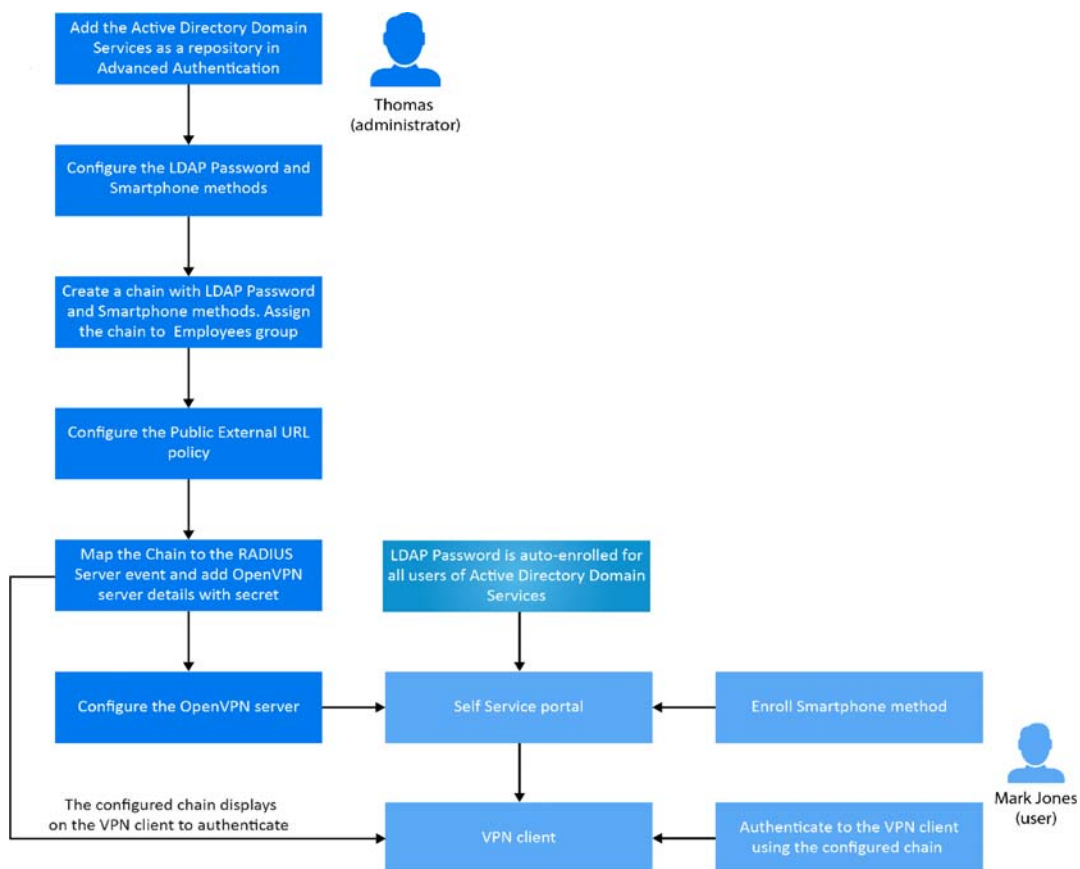 Add the Active Directory Domain
Services as a repository in
Advanced Authentication
Thomas
(administrator)
Configure the LDAP Password and
Smartphone methods
Create a chain with LDAP Password
and Smartphone methods. Assign
the chain to Employees group
Configure the Public External URL
policy
Map the Chain to the RADIUS
Server event and add OpenVPN
server details with secret
LDAP Password is auto-enrolled for
all users of Active Directory Domain
Services
Configure the OpenVPN server
Self Service portal
Enroll Smartphone method
Mark Jones
(user)
The configured chain displays
on the VPN client to authenticate
VPN client
Authenticate to the VPN client
using the configured chain